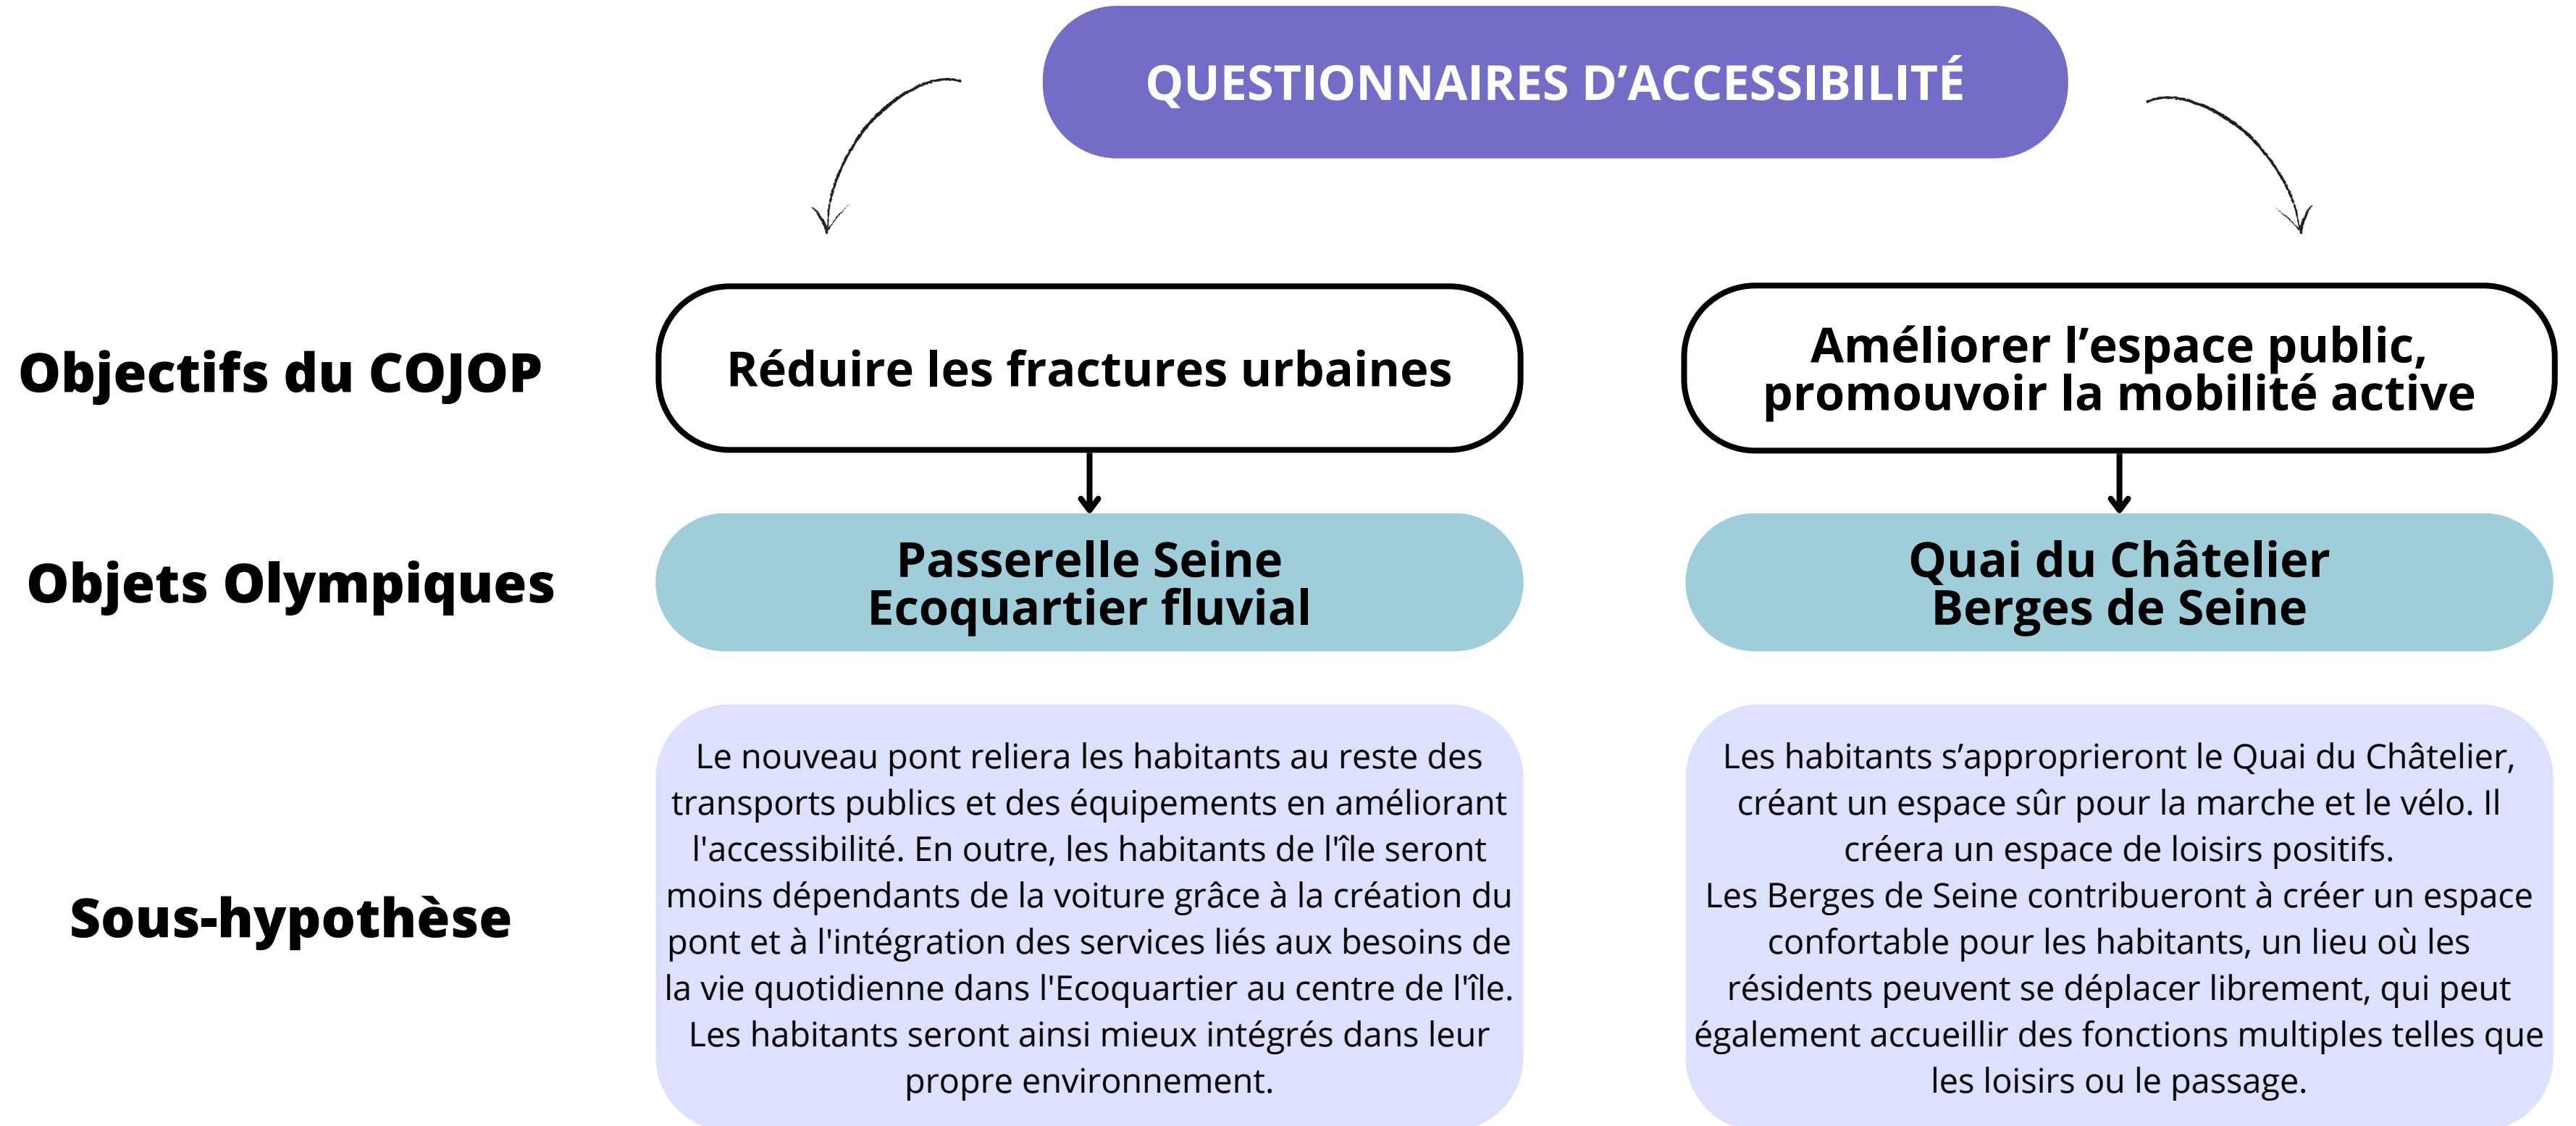 QUESTIONNAIRES D’ACCESSIBILITÉ
Objectifs du COJOP
Réduire les fractures urbaines
Améliorer l’espace public,
promouvoir la mobilité active
Objets Olympiques
Passerelle Seine
Ecoquartier fluvial
Quai du Châtelier
Berges de Seine
Sous-hypothèse
Le nouveau pont reliera les habitants au reste des
transports publics et des équipements en améliorant
l'accessibilité. En outre, les habitants de l'île seront
moins dépendants de la voiture grâce à la création du
pont et à l'intégration des services liés aux besoins de
la vie quotidienne dans l'Ecoquartier au centre de l'île.
Les habitants seront ainsi mieux intégrés dans leur
propre environnement.
Les habitants s’approprieront le Quai du Châtelier,
créant un espace sûr pour la marche et le vélo. Il
créera un espace de loisirs positifs.
Les Berges de Seine contribueront à créer un espace
confortable pour les habitants, un lieu où les
résidents peuvent se déplacer librement, qui peut
également accueillir des fonctions multiples telles que
les loisirs ou le passage.